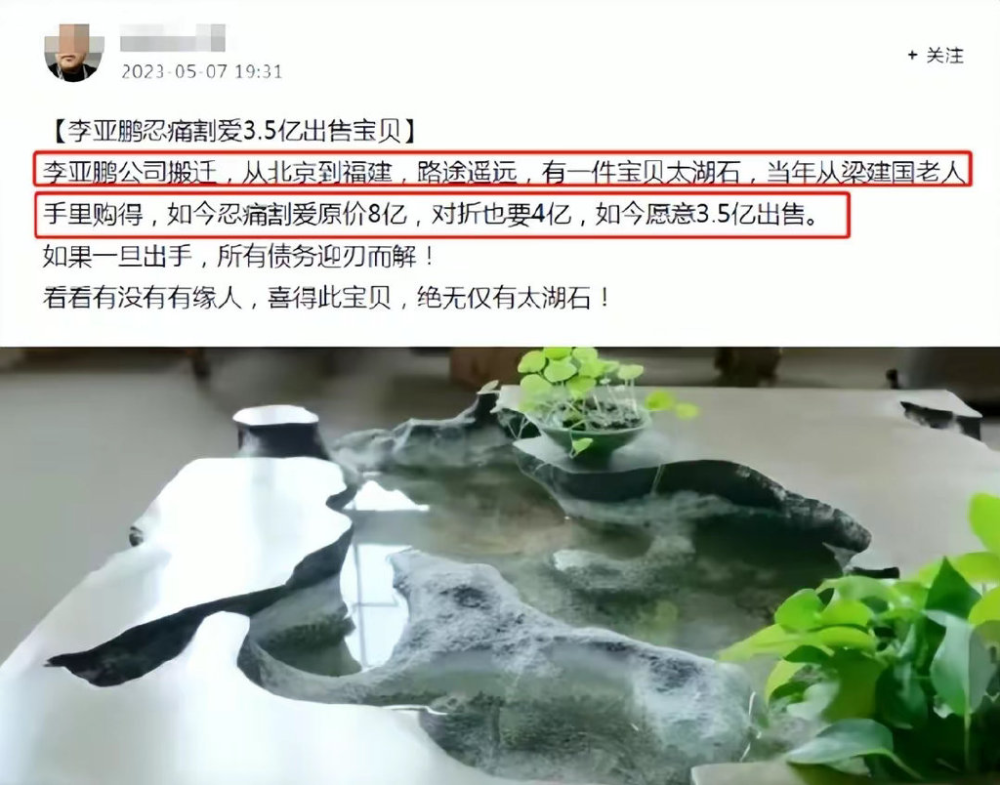 2023-05-07 19:31
+ 关注
【李亚鹏忍痛割爱3.5亿出售宝贝】
李亚鹏公司搬迁，从北京到福建，路途遥远，有一件宝贝太湖石，当年从梁建国老人
手里购得，如今忍痛割爱原价8亿，对折也要4亿，如今愿意3.5亿出售。
如果一旦出手，所有债务迎刃而解！
看看有没有有缘人，喜得此宝贝，绝无仅有太湖石！